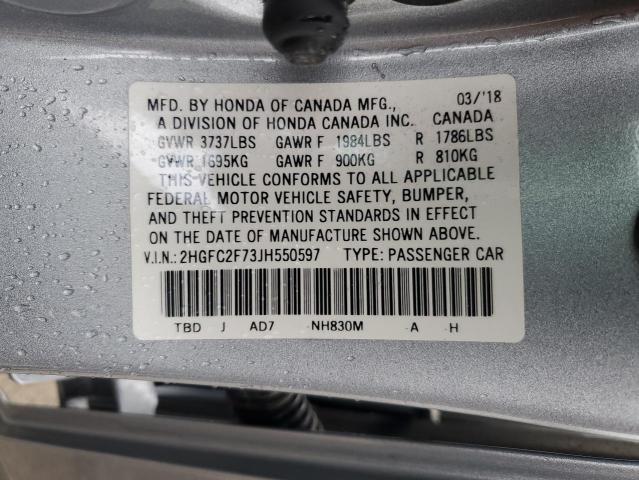 MFD. BY HONDA OF CANADA MFG., 03/'18
A DIVISION OF HONDA CANADA INC. CANADA
GVWR 3737LBS GAWR F 1984LBS R 1786LBS
GVWR 1695KG GAWR F 900KG R 810KG
THIS VEHICLE CONFORMS TO ALL APPLICABLE
FEDERAL MOTOR VEHICLE SAFETY, BUMPER,
AND THEFT PREVENTION STANDARDS IN EFFECT
ON THE DATE OF MANUFACTURE SHOWN ABOVE.
V.I.N.: 2HGFC2F73JH550597 TYPE: PASSENGER CAR
TBD J AD7 NH830M A H